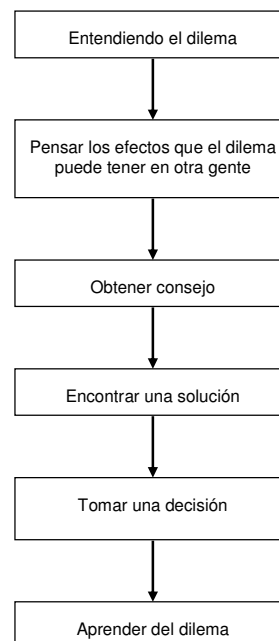 Entendiendo el dilema
Pensar los efectos que el dilema
puede tener en otra gente
Obtener consejo
Encontrar una solución
Tomar una decisión
Aprender del dilema